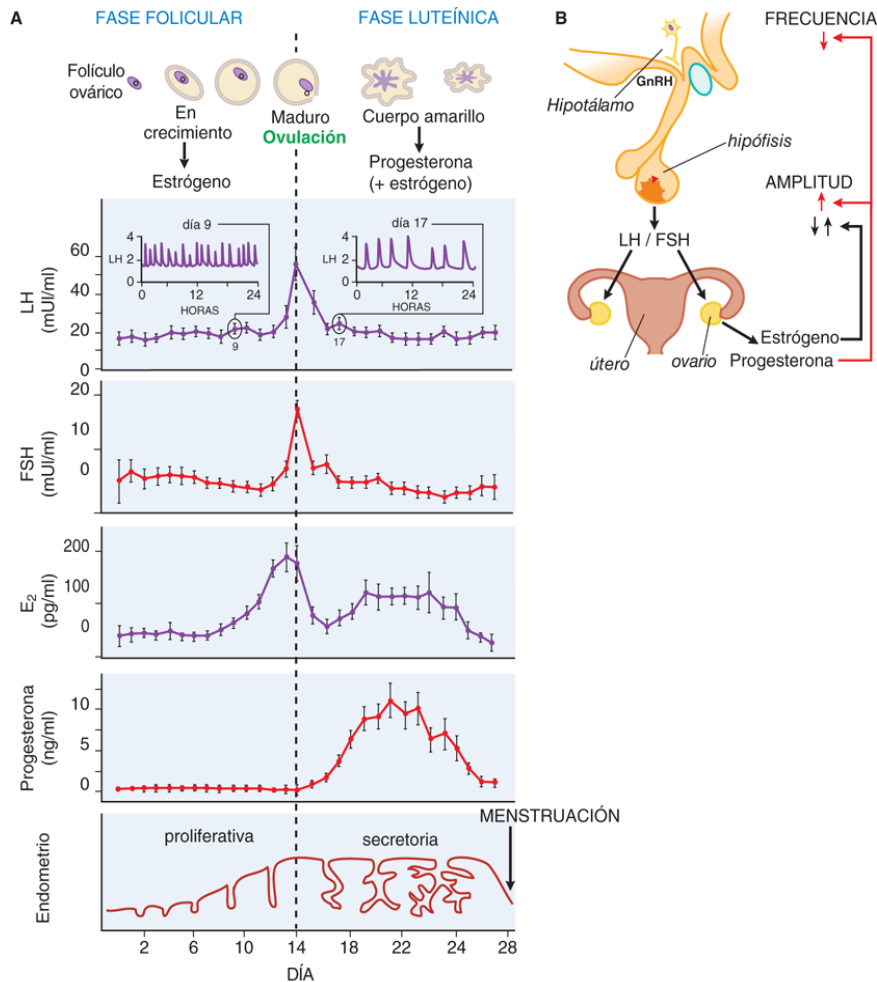 A
FASE FOLICULAR
FASE LUTEÍNICA
Folículo
ovárico
En
crecimiento
Estrógeno
Maduro
Ovulación
Cuerpo amarillo
Progesterona
(+ estrógeno)
LH
(mUI/ml)
60
40
20
0
día 9
LH
4
2
0
0
12
24
HORAS
9
día 17
LH
4
2
0
0
12
24
HORAS
17
FSH
(mUI/ml)
20
10
0
E2
(pg/ml)
200
100
0
Progesterona
(ng/ml)
10
5
0
MENSTRUACIÓN
Endometrio
proliferativa
secretoria
2
6
10
14
18
22
24
28
DÍA
B
FRECUENCIA
GnRH
Hipotálamo
hipófisis
AMPLITUD
LH / FSH
útero
ovario
Estrógeno
Progesterona